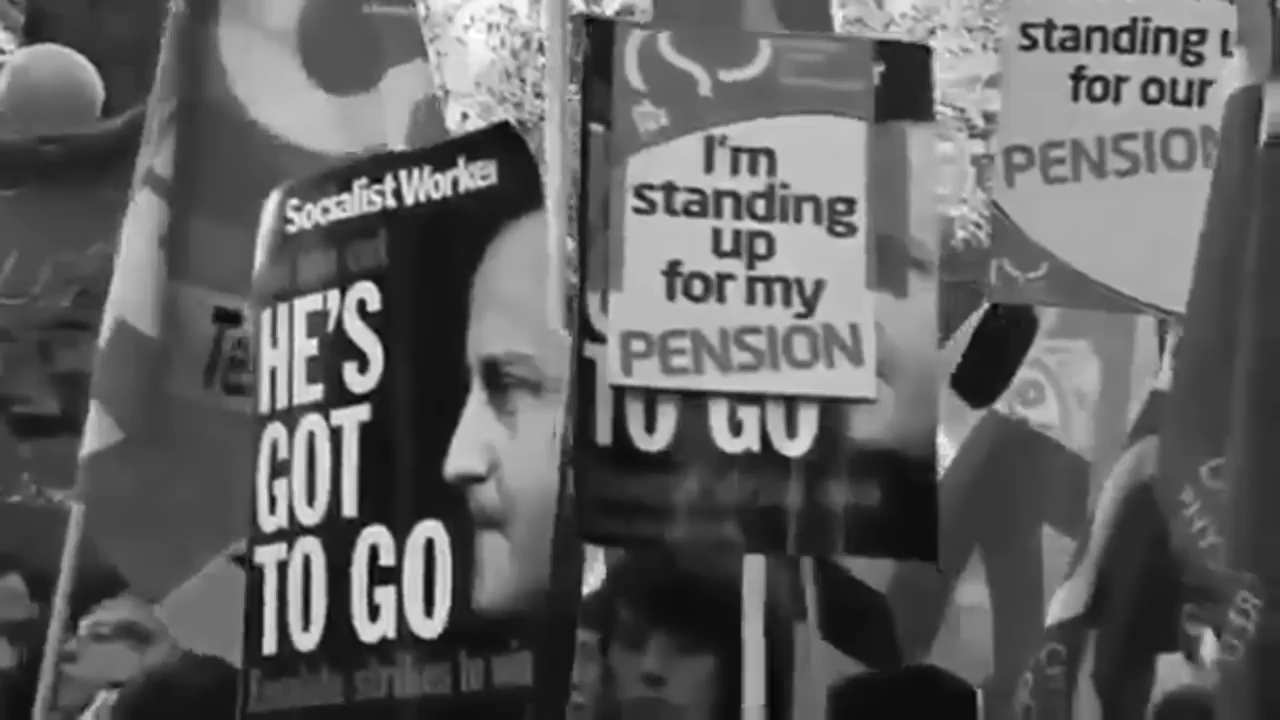 Socialist Worker
HE'S
GOT
TO GO
I'm
standing
up
for my
PENSION
TO GO
standing
for our
PENSION